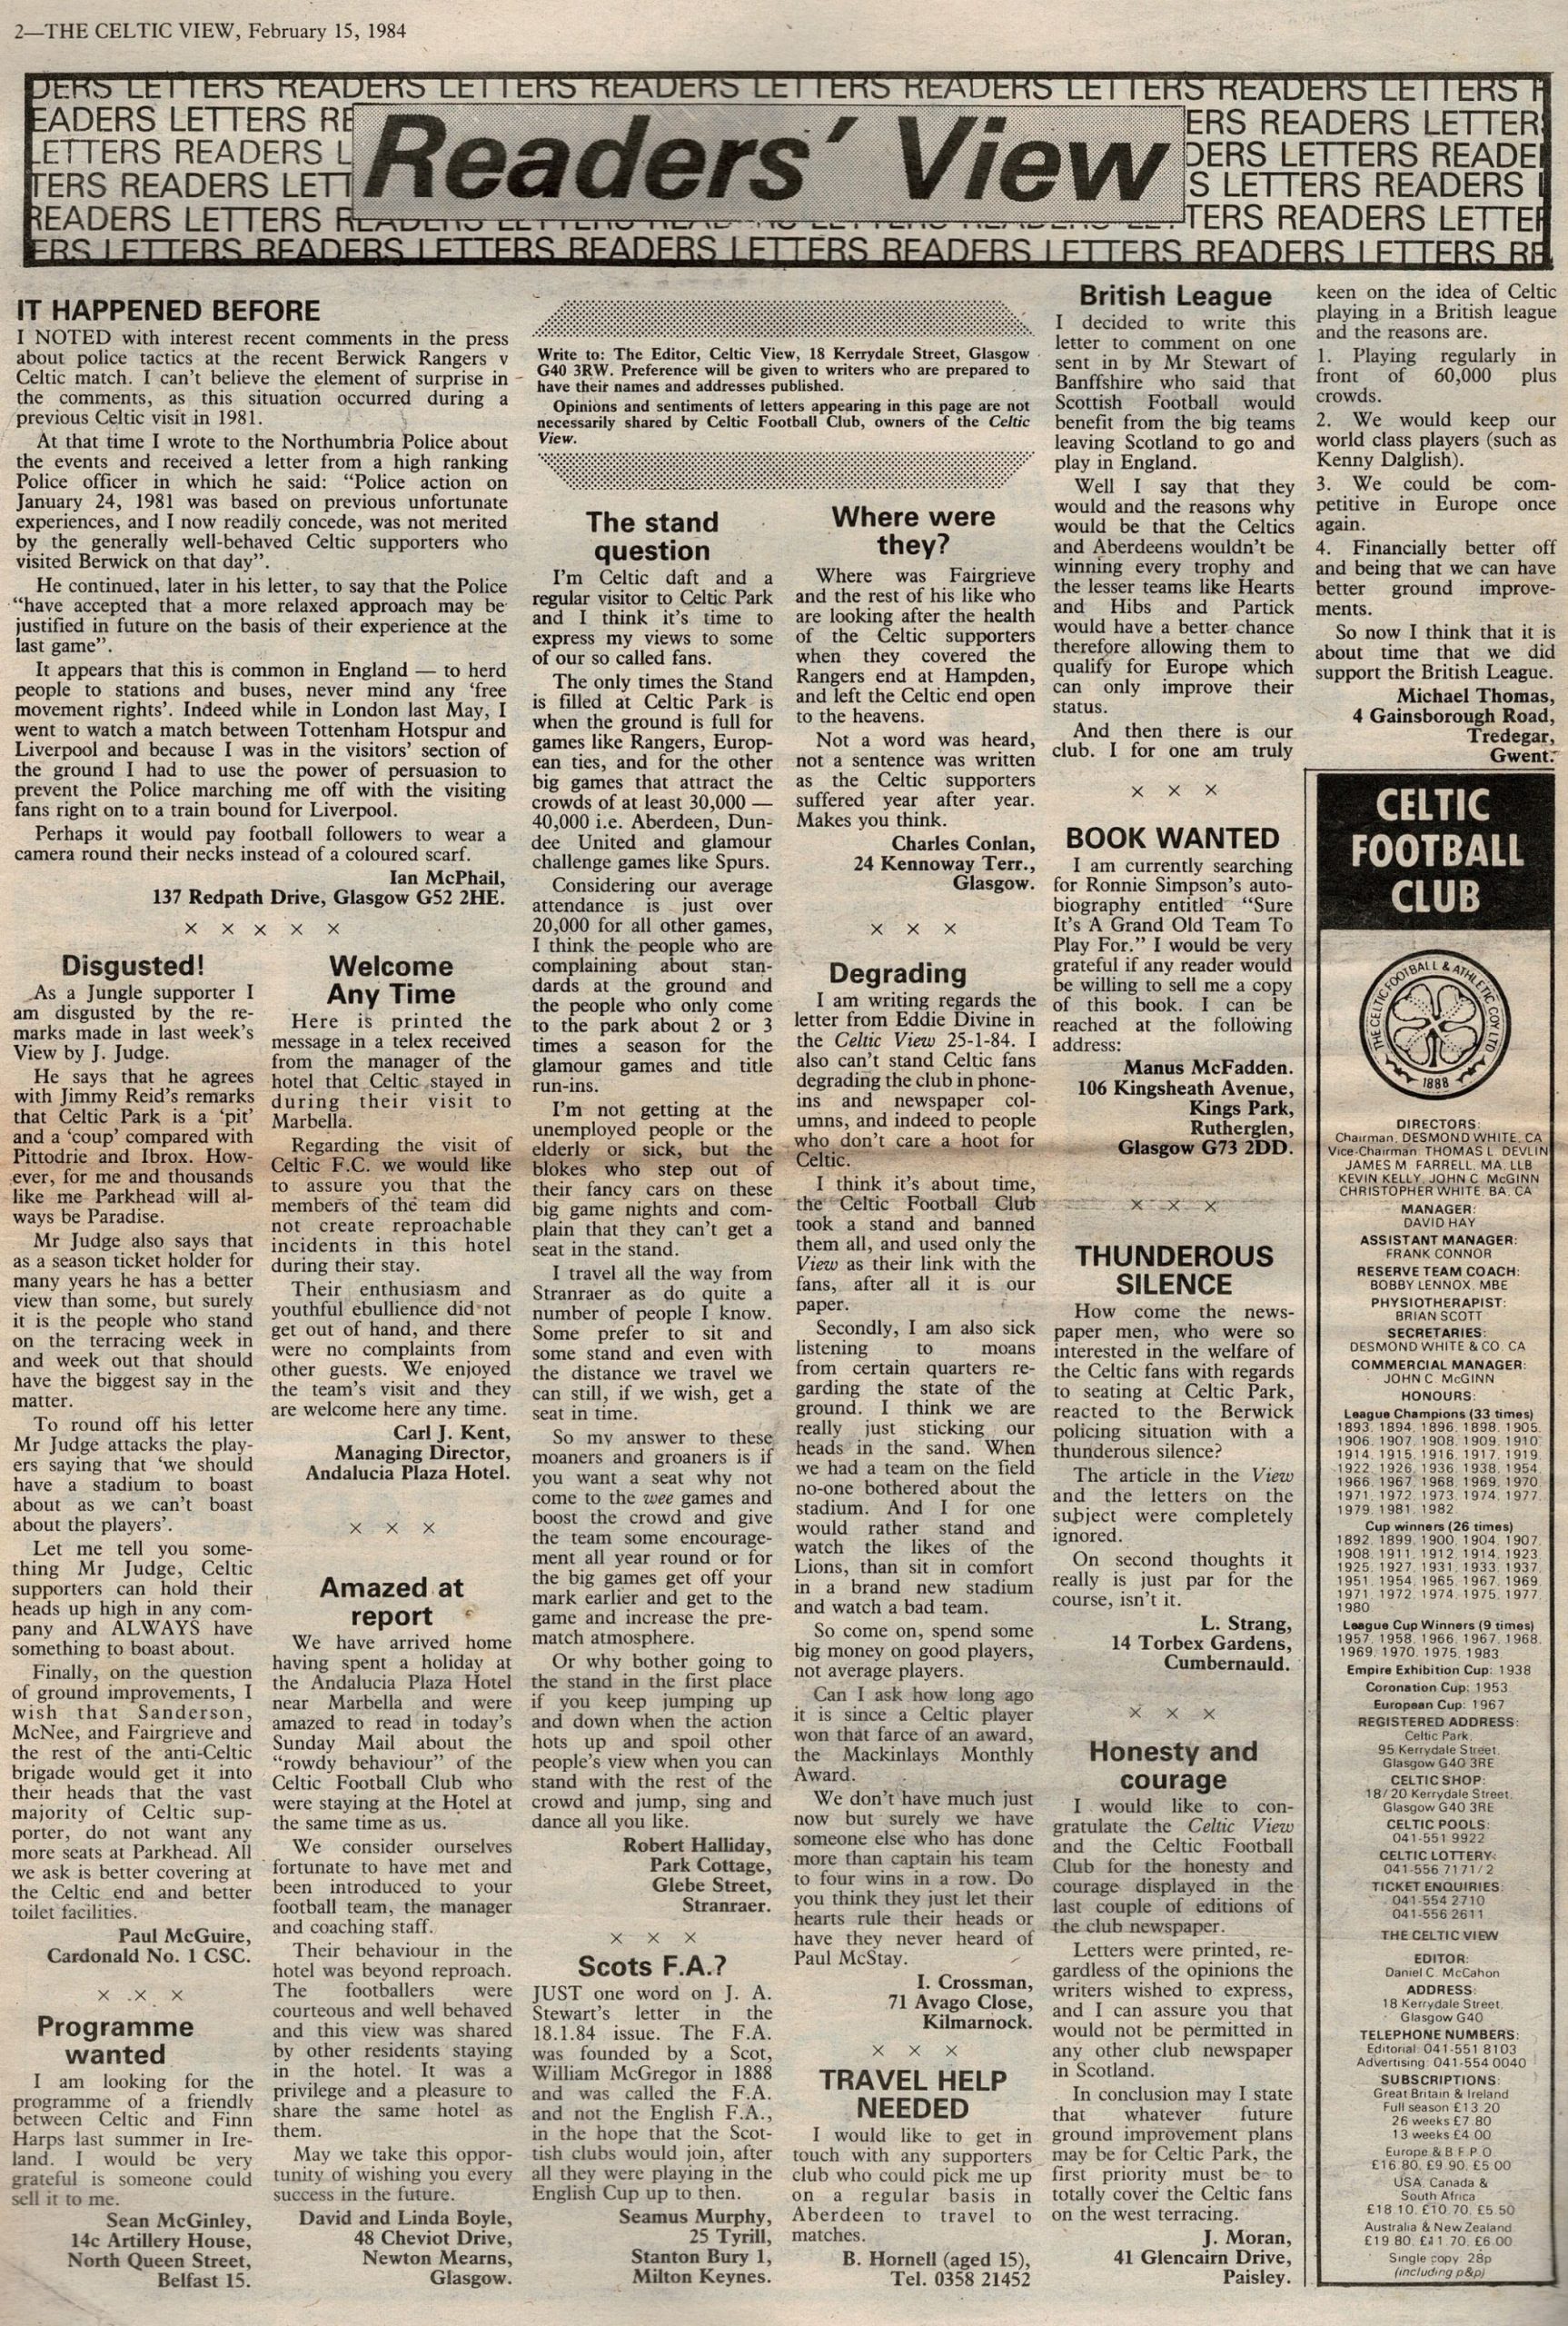 2—THE CELTIC VIEW, February 15, 1984
DERS LETTERS READERS LETTERS READERS LETTERS READERS LETTERS READERS LETTERS R
EADERS LETTERS RE
ERS READERS LETTER
LETTERS READERS L
DERS LETTERS READE
TERS READERS LETT
S LETTERS READERS L
READERS LETTERS
TERS READERS LETTER
ERS LETTERS READERS LETTERS READERS LETTERS READERS LETTERS READERS LETTERS RE
Readers' View
IT HAPPENED BEFORE
I NOTED with interest recent comments in the press
about police tactics at the recent Berwick Rangers v
Celtic match. I can't believe the element of surprise in
the comments, as this situation occurred during a
previous Celtic visit in 1981.
At that time I wrote to the Northumbria Police about
the events and received a letter from a high ranking
Police officer in which he said: “Police action on
January 24, 1981 was based on previous unfortunate
experiences, and I now readily concede, was not merited
by the generally well-behaved Celtic supporters who
visited Berwick on that day”.
He continued, later in his letter, to say that the Police
“have accepted that a more relaxed approach may be
justified in future on the basis of their experience at the
last game”.
It appears that this is common in England — to herd
people to stations and buses, never mind any ‘free
movement rights’. Indeed while in London last May, I
went to watch a match between Tottenham Hotspur and
Liverpool and because I was in the visitors' section of
the ground I had to use the power of persuasion to
prevent the Police marching me off with the visiting
fans right on to a train bound for Liverpool.
Perhaps it would pay football followers to wear a
camera round their necks instead of a coloured scarf.
Ian McPhail,
137 Redpath Drive, Glasgow G52 2HE.
× × × × ×
Disgusted!
As a Jungle supporter I
am disgusted by the re-
marks made in last week's
View by J. Judge.
He says that he agrees
with Jimmy Reid's remarks
that Celtic Park is a ‘pit’
and a ‘coup’ compared with
Pittodrie and Ibrox. How-
ever, for me and thousands
like me Parkhead will al-
ways be Paradise.
Mr Judge also says that
as a season ticket holder for
many years he has a better
view than some, but surely
it is the people who stand
on the terracing week in
and week out that should
have the biggest say in the
matter.
To round off his letter
Mr Judge attacks the play-
ers saying that ‘we should
have a stadium to boast
about as we can't boast
about the players’.
Let me tell you some-
thing Mr Judge, Celtic
supporters can hold their
heads up high in any com-
pany and ALWAYS have
something to boast about.
Finally, on the question
of ground improvements, I
wish that Sanderson,
McNee, and Fairgrieve and
the rest of the anti-Celtic
brigade would get it into
their heads that the vast
majority of Celtic sup-
porter, do not want any
more seats at Parkhead. All
we ask is better covering at
the Celtic end and better
toilet facilities.
Paul McGuire,
Cardonald No. 1 CSC.
× × ×
Programme
wanted
I am looking for the
programme of a friendly
between Celtic and Finn
Harps last summer in Ire-
land. I would be very
grateful is someone could
sell it to me.
Sean McGinley,
14c Artillery House,
North Queen Street,
Belfast 15.
Welcome
Any Time
Here is printed the
message in a telex received
from the manager of the
hotel that Celtic stayed in
during their visit to
Marbella.
Regarding the visit of
Celtic F.C. we would like
to assure you that the
members of the team did
not create reproachable
incidents in this hotel
during their stay.
Their enthusiasm and
youthful ebullience did not
get out of hand, and there
were no complaints from
other guests. We enjoyed
the team's visit and they
are welcome here any time.
Carl J. Kent,
Managing Director,
Andalucia Plaza Hotel.
× × ×
Amazed at
report
We have arrived home
having spent a holiday at
the Andalucia Plaza Hotel
near Marbella and were
amazed to read in today's
Sunday Mail about the
“rowdy behaviour” of the
Celtic Football Club who
were staying at the Hotel at
the same time as us.
We consider ourselves
fortunate to have met and
been introduced to your
football team, the manager
and coaching staff.
Their behaviour in the
hotel was beyond reproach.
The footballers were
courteous and well behaved
and this view was shared
by other residents staying
in the hotel. It was a
privilege and a pleasure to
share the same hotel as
them.
May we take this oppor-
tunity of wishing you every
success in the future.
David and Linda Boyle,
48 Cheviot Drive,
Newton Mearns,
Glasgow.
Write to: The Editor, Celtic View, 18 Kerrydale Street, Glasgow
G40 3RW. Preference will be given to writers who are prepared to
have their names and addresses published.
Opinions and sentiments of letters appearing in this page are not
necessarily shared by Celtic Football Club, owners of the Celtic
View.
The stand
question
I'm Celtic daft and a
regular visitor to Celtic Park
and I think it's time to
express my views to some
of our so called fans.
The only times the Stand
is filled at Celtic Park is
when the ground is full for
games like Rangers, Europ-
ean ties, and for the other
big games that attract the
crowds of at least 30,000 —
40,000 i.e. Aberdeen, Dun-
dee United and glamour
challenge games like Spurs.
Considering our average
attendance is just over
20,000 for all other games,
I think the people who are
complaining about stan-
dards at the ground and
the people who only come
to the park about 2 or 3
times a season for the
glamour games and title
run-ins.
I'm not getting at the
unemployed people or the
elderly or sick, but the
blokes who step out of
their fancy cars on these
big game nights and com-
plain that they can't get a
seat in the stand.
I travel all the way from
Stranraer as do quite a
number of people I know.
Some prefer to sit and
some stand and even with
the distance we travel we
can still, if we wish, get a
seat in time.
So my answer to these
moaners and groaners is if
you want a seat why not
come to the wee games and
boost the crowd and give
the team some encourage-
ment all year round or for
the big games get off your
mark earlier and get to the
game and increase the pre-
match atmosphere.
Or why bother going to
the stand in the first place
if you keep jumping up
and down when the action
hots up and spoil other
people's view when you can
stand with the rest of the
crowd and jump, sing and
dance all you like.
Robert Halliday,
Park Cottage,
Glebe Street,
Stranraer.
× × ×
Scots F.A.?
JUST one word on J. A.
Stewart's letter in the
18.1.84 issue. The F.A.
was founded by a Scot,
William McGregor in 1888
and was called the F.A.
and not the English F.A.,
in the hope that the Scot-
tish clubs would join, after
all they were playing in the
English Cup up to then.
Seamus Murphy,
25 Tyrill,
Stanton Bury 1,
Milton Keynes.
Where were
they?
Where was Fairgrieve
and the rest of his like who
are looking after the health
of the Celtic supporters
when they covered the
Rangers end at Hampden,
and left the Celtic end open
to the heavens.
Not a word was heard,
not a sentence was written
as the Celtic supporters
suffered year after year.
Makes you think.
Charles Conlan,
24 Kennoway Terr.,
Glasgow.
× × ×
Degrading
I am writing regards the
letter from Eddie Divine in
the Celtic View 25-1-84. I
also can't stand Celtic fans
degrading the club in phone-
ins and newspaper col-
umns, and indeed to people
who don't care a hoot for
Celtic.
I think it's about time,
the Celtic Football Club
took a stand and banned
them all, and used only the
View as their link with the
fans, after all it is our
paper.
Secondly, I am also sick
listening to moans
from certain quarters re-
garding the state of the
ground. I think we are
really just sticking our
heads in the sand. When
we had a team on the field
no-one bothered about the
stadium. And I for one
would rather stand and
watch the likes of the
Lions, than sit in comfort
in a brand new stadium
and watch a bad team.
So come on, spend some
big money on good players,
not average players.
Can I ask how long ago
it is since a Celtic player
won that farce of an award,
the Mackinlays Monthly
Award.
We don't have much just
now but surely we have
someone else who has done
more than captain his team
to four wins in a row. Do
you think they just let their
hearts rule their heads or
have they never heard of
Paul McStay.
I. Crossman,
71 Avago Close,
Kilmarnock.
× × ×
TRAVEL HELP
NEEDED
I would like to get in
touch with any supporters
club who could pick me up
on a regular basis in
Aberdeen to travel to
matches.
B. Hornell (aged 15),
Tel. 0358 21452
British League
I decided to write this
letter to comment on one
sent in by Mr Stewart of
Banffshire who said that
Scottish Football would
benefit from the big teams
leaving Scotland to go and
play in England.
Well I say that they
would and the reasons why
would be that the Celtics
and Aberdeens wouldn't be
winning every trophy and
the lesser teams like Hearts
and Hibs and Partick
would have a better chance
therefore allowing them to
qualify for Europe which
can only improve their
status.
And then there is our
club. I for one am truly
keen on the idea of Celtic
playing in a British league
and the reasons are.
1. Playing regularly in
front of 60,000 plus
crowds.
2. We would keep our
world class players (such as
Kenny Dalglish).
3. We could be com-
petitive in Europe once
again.
4. Financially better off
and being that we can have
better ground improve-
ments.
So now I think that it is
about time that we did
support the British League.
Michael Thomas,
4 Gainsborough Road,
Tredegar,
Gwent.
× × ×
BOOK WANTED
I am currently searching
for Ronnie Simpson's auto-
biography entitled “Sure
It's A Grand Old Team To
Play For.” I would be very
grateful if any reader would
be willing to sell me a copy
of this book. I can be
reached at the following
address:
Manus McFadden.
106 Kingsheath Avenue,
Kings Park,
Rutherglen,
Glasgow G73 2DD.
× × ×
THUNDEROUS
SILENCE
How come the news-
paper men, who were so
interested in the welfare of
the Celtic fans with regards
to seating at Celtic Park,
reacted to the Berwick
policing situation with a
thunderous silence?
The article in the View
and the letters on the
subject were completely
ignored.
On second thoughts it
really is just par for the
course, isn't it.
L. Strang,
14 Torbex Gardens,
Cumbernauld.
× × ×
Honesty and
courage
I would like to con-
gratulate the Celtic View
and the Celtic Football
Club for the honesty and
courage displayed in the
last couple of editions of
the club newspaper.
Letters were printed, re-
gardless of the opinions the
writers wished to express,
and I can assure you that
would not be permitted in
any other club newspaper
in Scotland.
In conclusion may I state
that whatever future
ground improvement plans
may be for Celtic Park, the
first priority must be to
totally cover the Celtic fans
on the west terracing.
J. Moran,
41 Glencairn Drive,
Paisley.
CELTIC
FOOTBALL
CLUB
THE CELTIC FOOTBALL & ATHLETIC COY LTD
1888
DIRECTORS:
Chairman, DESMOND WHITE, CA
Vice-Chairman, THOMAS L. DEVLIN
JAMES M. FARRELL, MA, LLB
KEVIN KELLY, JOHN C. McGINN
CHRISTOPHER WHITE, BA, CA
MANAGER:
DAVID HAY
ASSISTANT MANAGER:
FRANK CONNOR
RESERVE TEAM COACH:
BOBBY LENNOX, MBE
PHYSIOTHERAPIST:
BRIAN SCOTT
SECRETARIES:
DESMOND WHITE & CO. CA
COMMERCIAL MANAGER:
JOHN C. McGINN
HONOURS:
League Champions (33 times)
1893, 1894, 1896, 1898, 1905,
1906, 1907, 1908, 1909, 1910,
1914, 1915, 1916, 1917, 1919,
1922, 1926, 1936, 1938, 1954,
1966, 1967, 1968, 1969, 1970,
1971, 1972, 1973, 1974, 1977,
1979, 1981, 1982.
Cup winners (26 times)
1892, 1899, 1900, 1904, 1907,
1908, 1911, 1912, 1914, 1923,
1925, 1927, 1931, 1933, 1937,
1951, 1954, 1965, 1967, 1969,
1971, 1972, 1974, 1975, 1977,
1980
League Cup Winners (9 times)
1957, 1958, 1966, 1967, 1968,
1969, 1970, 1975, 1983.
Empire Exhibition Cup: 1938
Coronation Cup: 1953
European Cup: 1967
REGISTERED ADDRESS:
Celtic Park,
95 Kerrydale Street,
Glasgow G40 3RE
CELTIC SHOP:
18/20 Kerrydale Street,
Glasgow G40 3RE
CELTIC POOLS:
041-551 9922
CELTIC LOTTERY:
041-556 7171/2
TICKET ENQUIRIES:
041-554 2710
041-556 2611
THE CELTIC VIEW
EDITOR:
Daniel C. McCahon
ADDRESS:
18 Kerrydale Street,
Glasgow G40
TELEPHONE NUMBERS:
Editorial: 041-551 8103
Advertising: 041-554 0040
SUBSCRIPTIONS:
Great Britain & Ireland
Full season £13.20
26 weeks £7.80
13 weeks £4.00
Europe & B.F.P.O.
£16.80, £9.90, £5.00
USA, Canada &
South Africa
£18.10, £10.70, £5.50
Australia & New Zealand
£19.80, £11.70, £6.00
Single copy 28p
(including p&p)